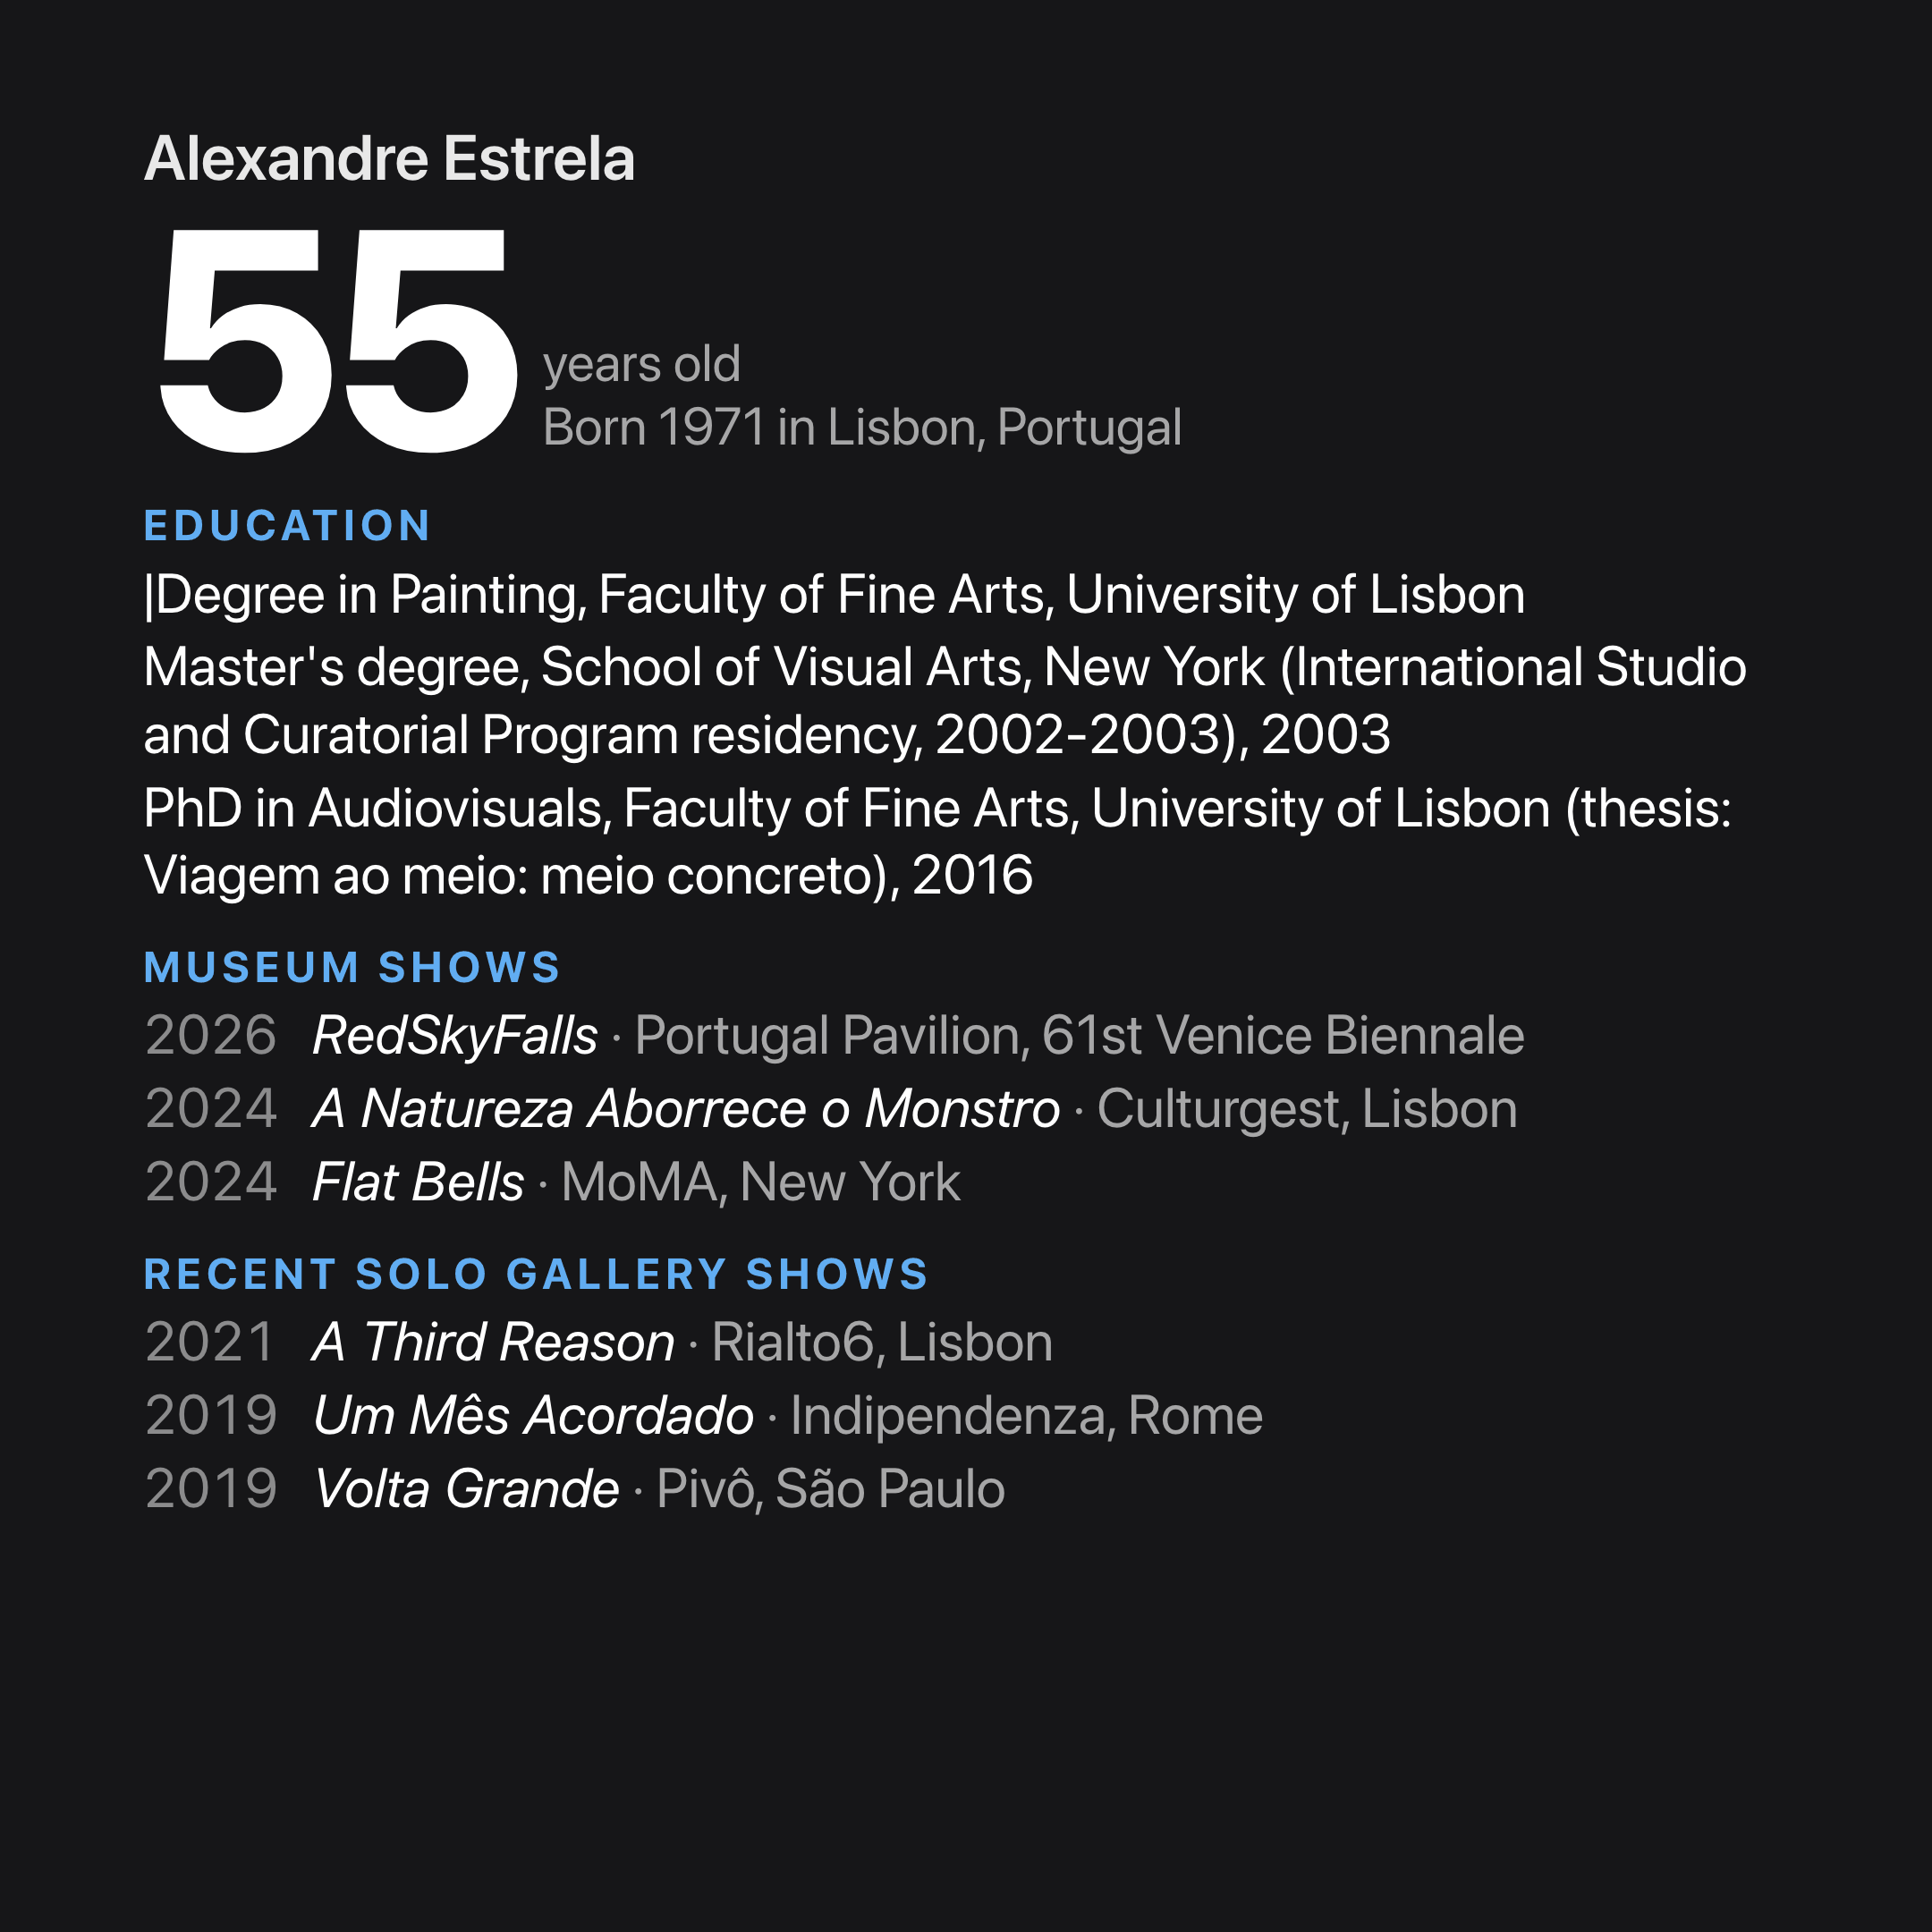 Alexandre Estrela
55
years old
Born 1971 in Lisbon, Portugal
EDUCATION
|Degree in Painting, Faculty of Fine Arts, University of Lisbon
Master's degree, School of Visual Arts, New York (International Studio
and Curatorial Program residency, 2002-2003), 2003
PhD in Audiovisuals, Faculty of Fine Arts, University of Lisbon (thesis:
Viagem ao meio: meio concreto), 2016
MUSEUM SHOWS
2026 RedSkyFalls · Portugal Pavilion, 61st Venice Biennale
2024 A Natureza Aborrece o Monstro · Culturgest, Lisbon
2024 Flat Bells · MoMA, New York
RECENT SOLO GALLERY SHOWS
2021 A Third Reason · Rialto6, Lisbon
2019 Um Mês Acordado · Indipendenza, Rome
2019 Volta Grande · Pivô, São Paulo